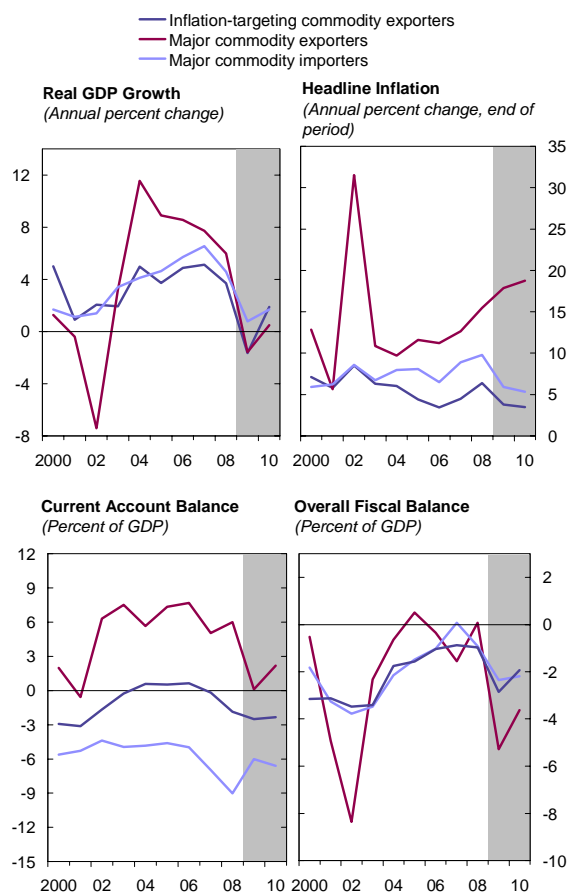 Inflation-targeting commodity exporters
Major commodity exporters
Major commodity importers
Real GDP Growth
(Annual percent change)
12
8
4
0
-4
-8
2000 02 04 06 08 10
Headline Inflation
(Annual percent change, end of
period)
35
30
25
20
15
10
5
0
2000 02 04 06 08 10
Current Account Balance
(Percent of GDP)
12
9
6
3
0
-3
-6
-9
-12
-15
2000 02 04 06 08 10
Overall Fiscal Balance
(Percent of GDP)
2
0
-2
-4
-6
-8
-10
2000 02 04 06 08 10